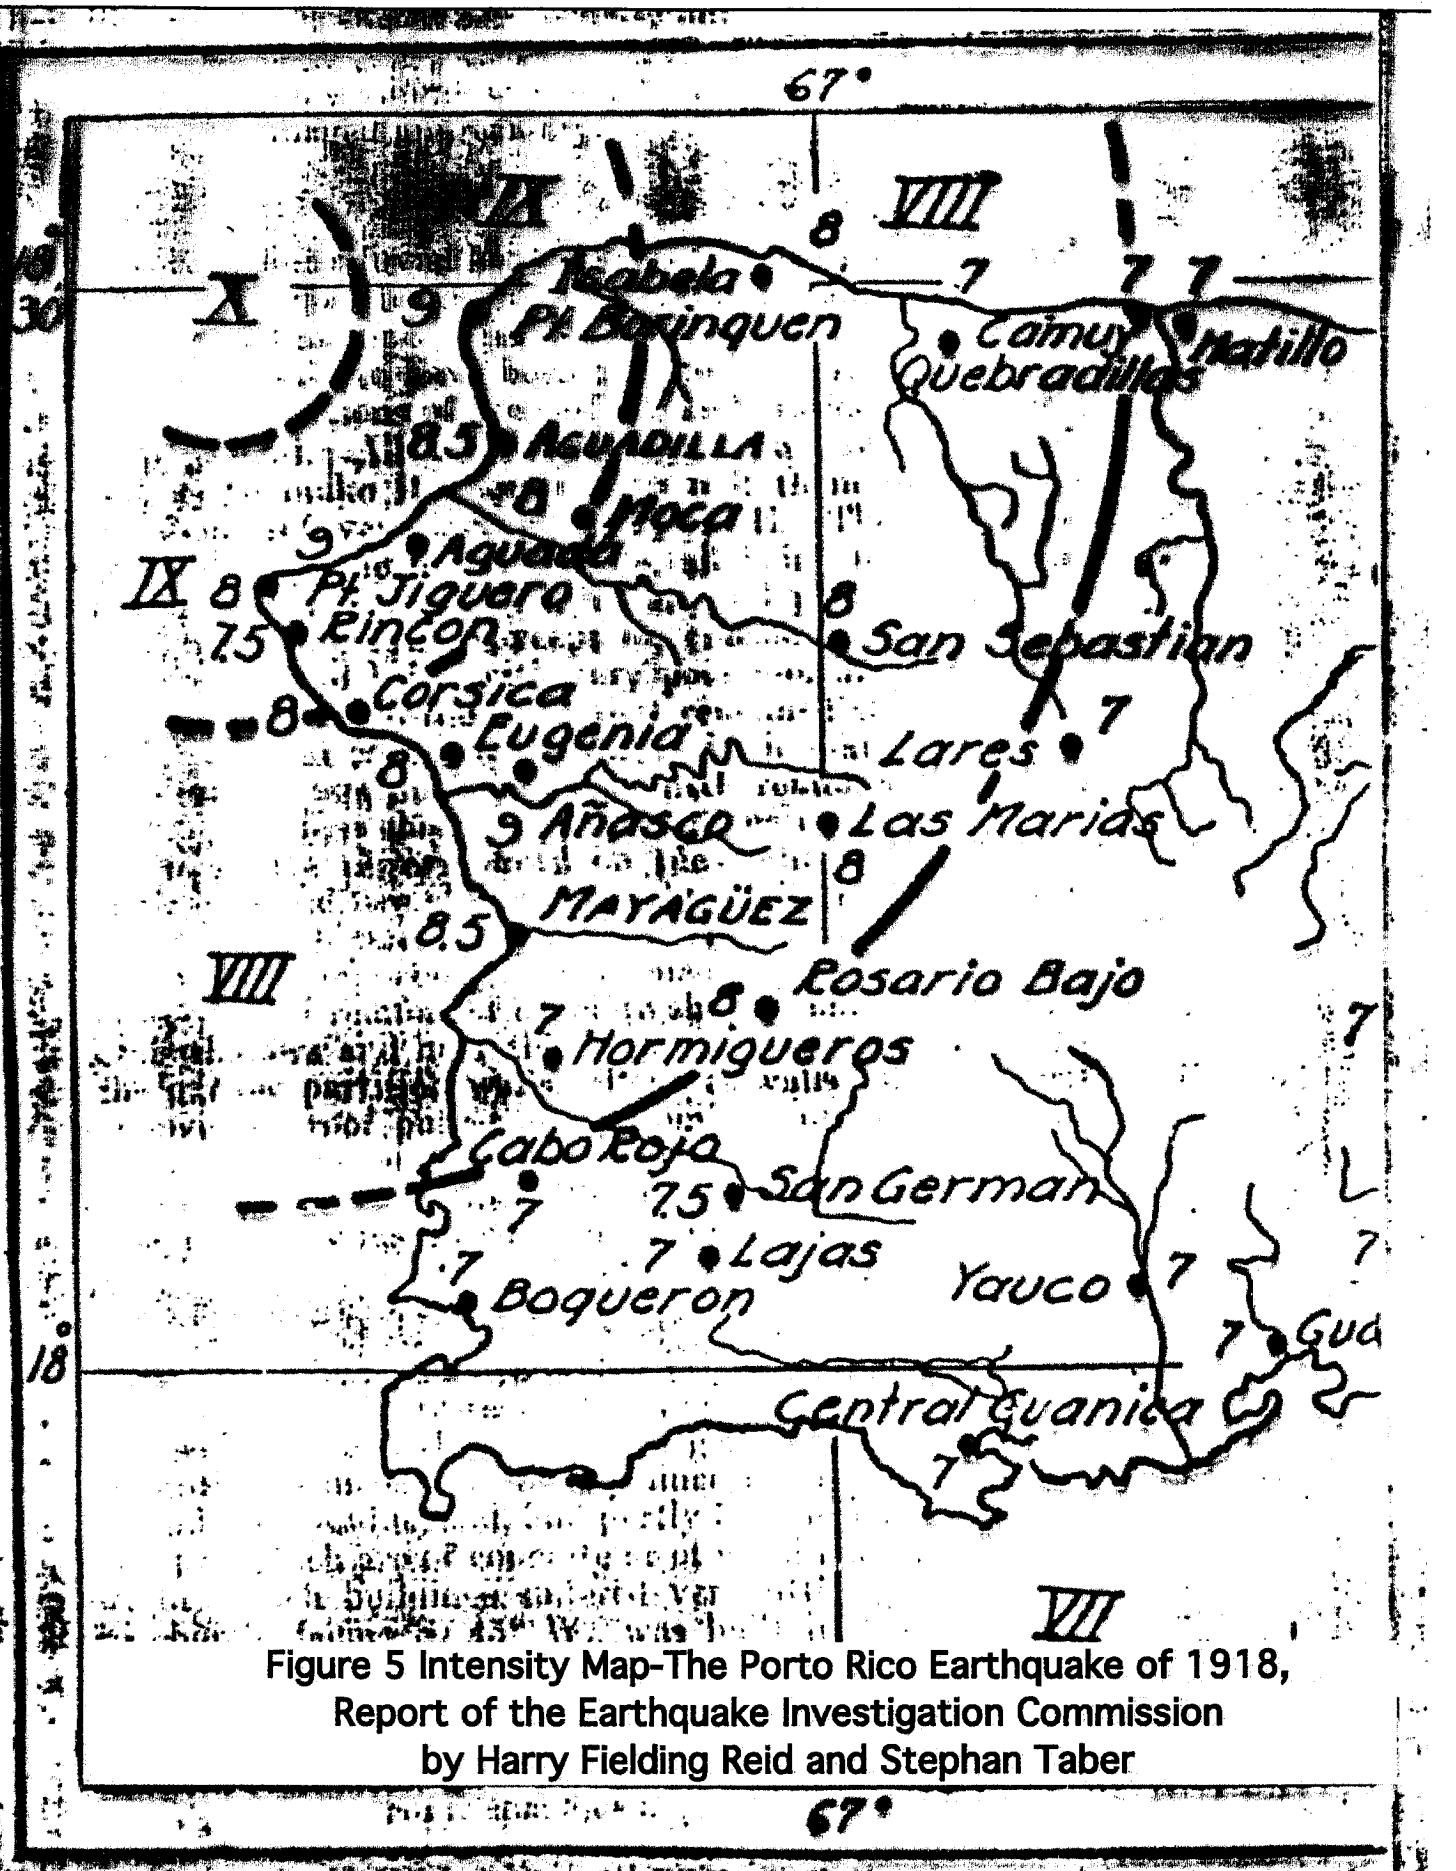 67°
IX
VIII
8
18°
30'
X
9
Isabela
7
7
7
Pt. Borinquen
Camuy
Hatillo
Quebradillas
8.5
AGUADILLA
8
Moca
9
Aguada
IX
8
Pt. Jiguero
8
7.5
Rincon
San Sebastian
8
Corsica
7
Eugenia
Lares
8
9
Añasco
Las Marias
8
MAYAGÜEZ
8.5
VIII
Rosario Bajo
8
7
7
Hormigueros
Cabo Rojo
7
7.5
San German
7
Lajas
7
7
Boqueron
Yauco
7
7
Gua
18°
Central Guanica
7
VII
Figure 5 Intensity Map-The Porto Rico Earthquake of 1918,
Report of the Earthquake Investigation Commission
by Harry Fielding Reid and Stephan Taber
67°